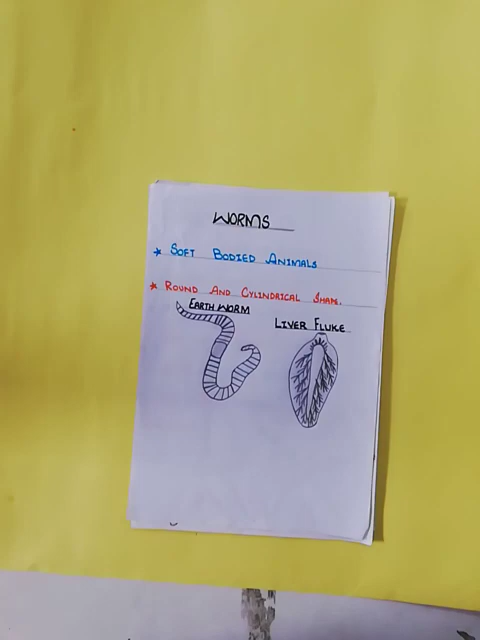 WORMS
* SOFT BODIED ANIMALS
* ROUND AND CYLINDRICAL SHAPE.
EARTH WORM
LIVER FLUKE